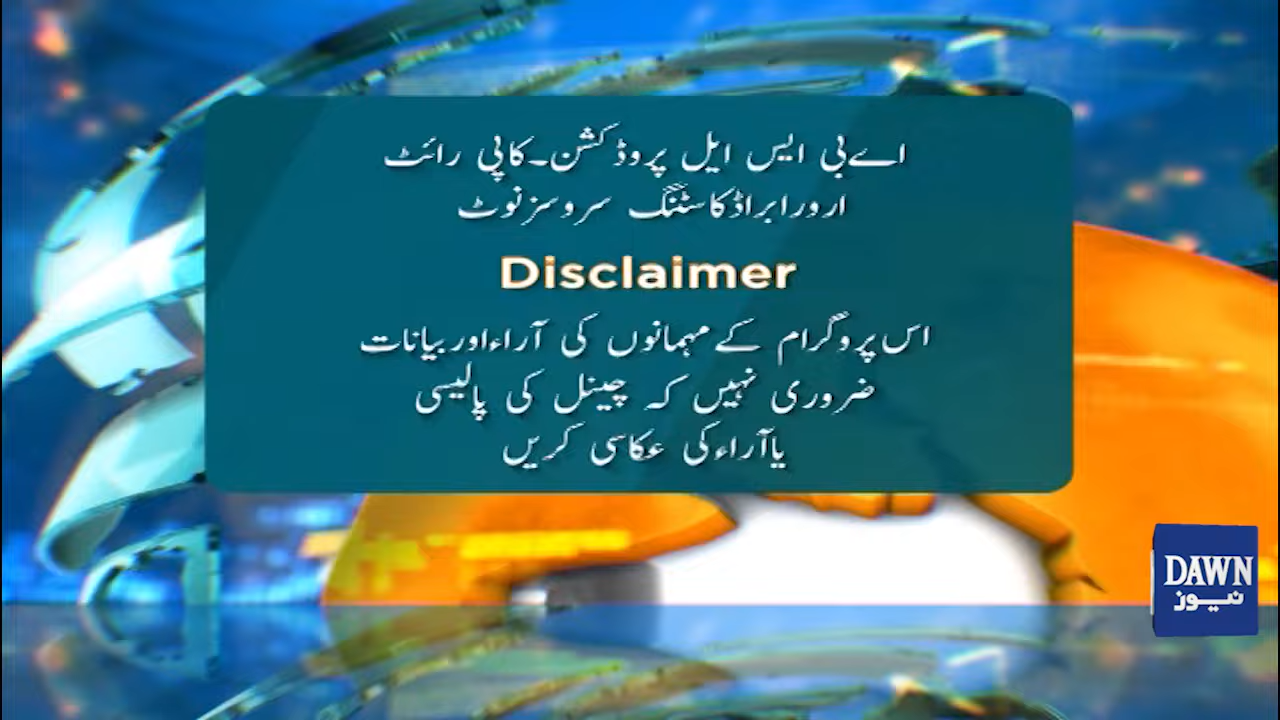 اے بی ایس ایل پروڈکشن۔کاپی رائٹ
ارورا براڈکاسٹنگ سروسز نوٹ
Disclaimer
اس پروگرام کے مہمانوں کی آراء اور بیانات
ضروری نہیں کہ چینل کی پالیسی
یا آراء کی عکاسی کریں
DAWN
نیوز